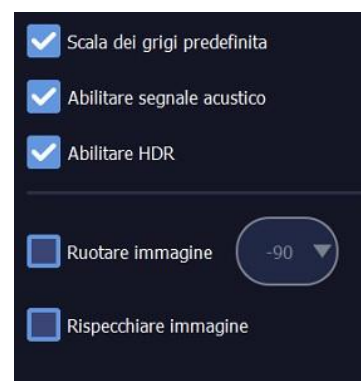 Scala dei grigi predefinita
Abilitare segnale acustico
Abilitare HDR
Ruotare immagine -90
Rispecchiare immagine